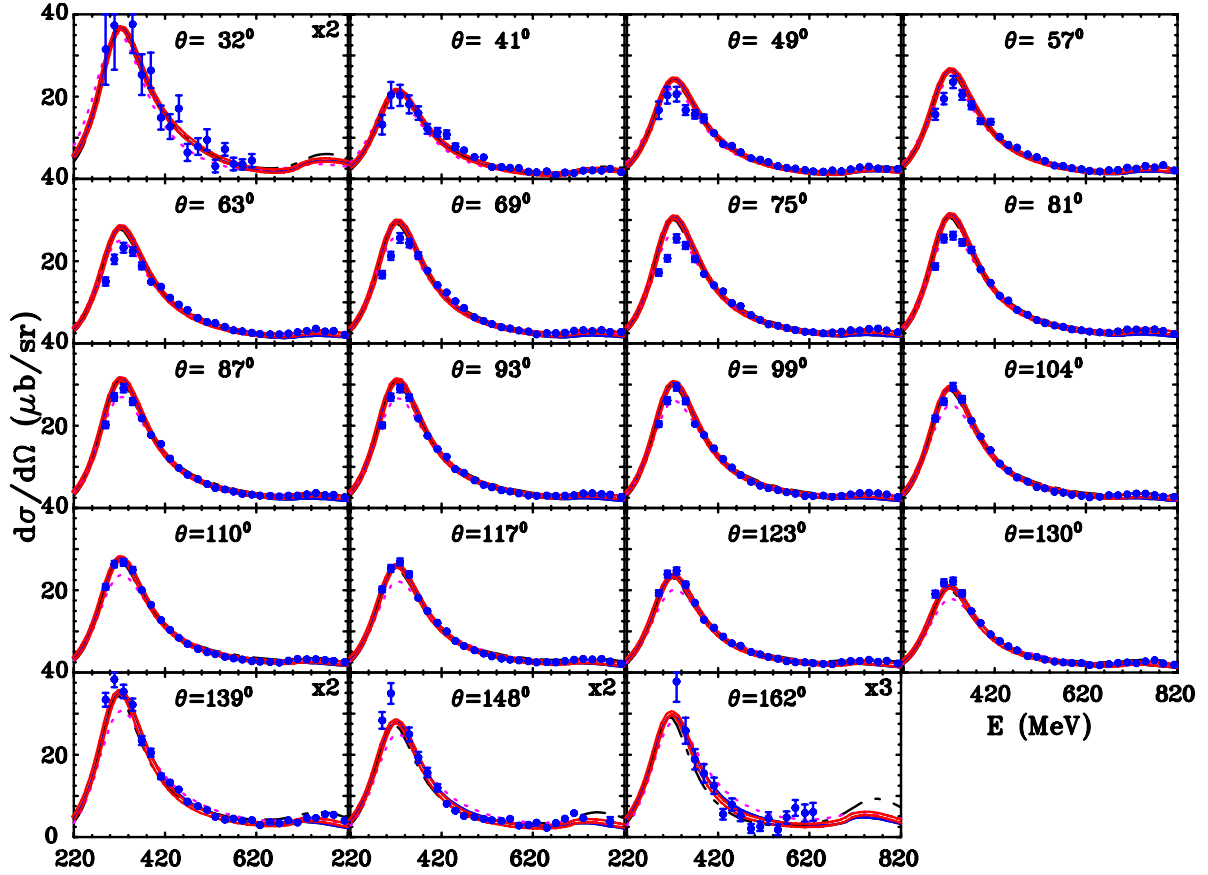 40
θ= 32⁰ x2
θ= 41⁰
θ= 49⁰
θ= 57⁰
20
40
θ= 63⁰
θ= 69⁰
θ= 75⁰
θ= 81⁰
20
40
θ= 87⁰
θ= 93⁰
θ= 99⁰
θ=104⁰
20
40
θ=110⁰
θ=117⁰
θ=123⁰
θ=130⁰
20
40
θ=139⁰ x2
θ=148⁰ x2
θ=162⁰ x3
20
0
220 420 620 220 420 620 220 420 620 820
420 620 820
E (MeV)
dσ/dΩ (μb/sr)